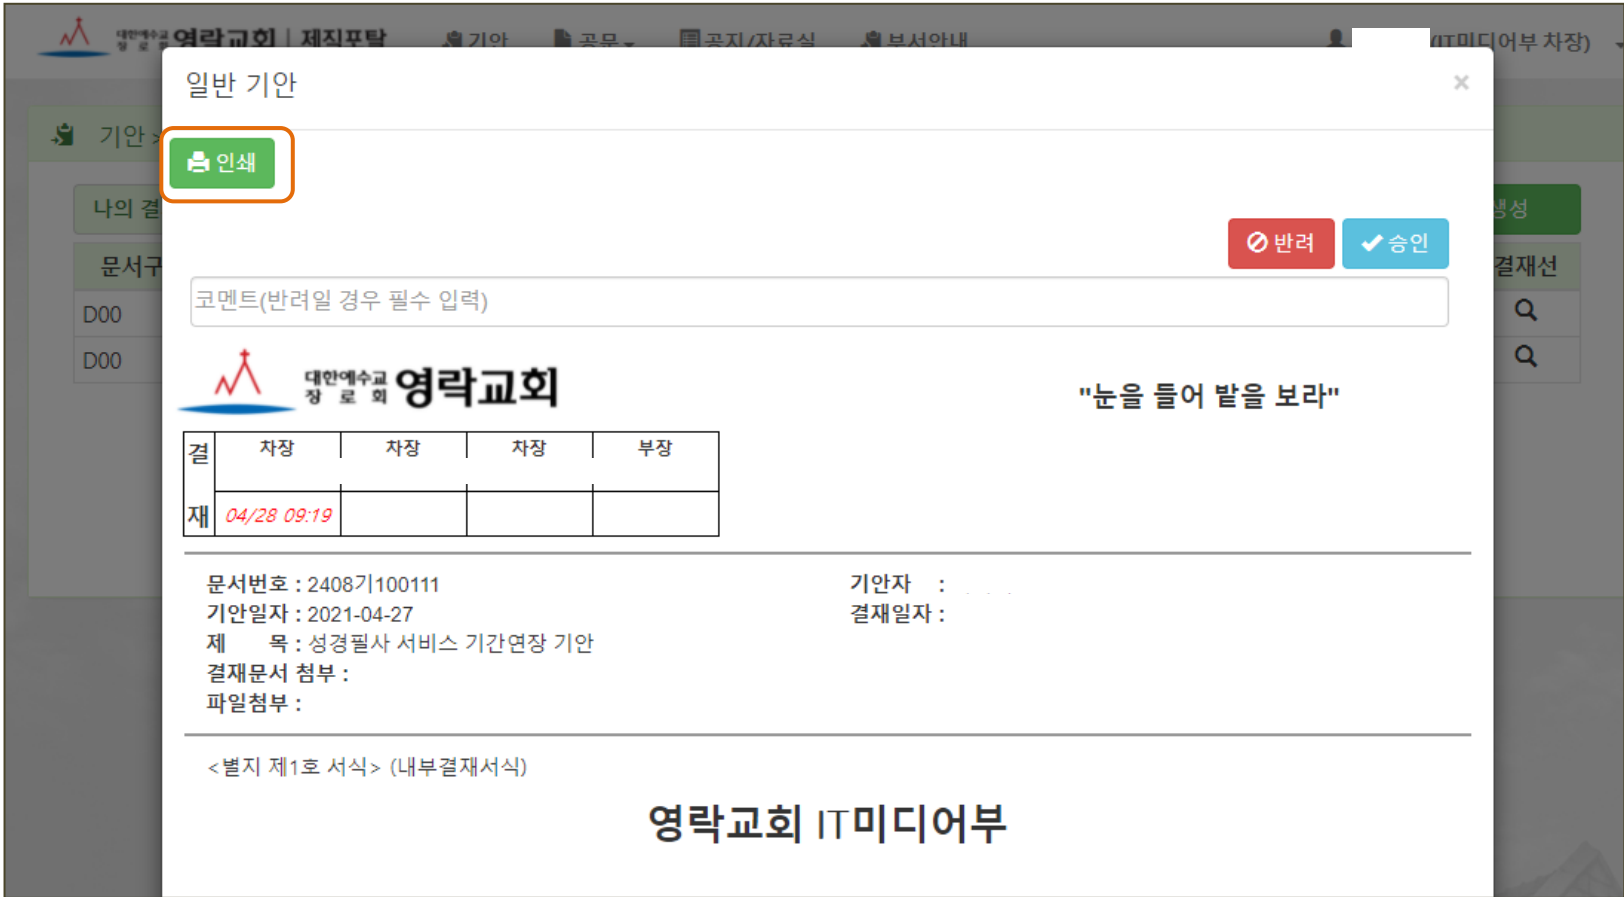 대한예수교장로회 영락교회 | 제직포탈 기안 공문 공지/자료실 부서안내 (IT미디어부 차장)
일반 기안 ×
기안 >
인쇄
나의 결 생성
반려 승인
문서구 결재선
코멘트(반려일 경우 필수 입력)
D00
D00
대한예수교장로회 영락교회 "눈을 들어 밭을 보라"
결재 차장 차장 차장 부장
04/28 09:19
문서번호 : 2408기100111 기안자 :
기안일자 : 2021-04-27 결재일자 :
제 목 : 성경필사 서비스 기간연장 기안
결재문서 첨부 :
파일첨부 :
<별지 제1호 서식> (내부결재서식)
영락교회 IT미디어부